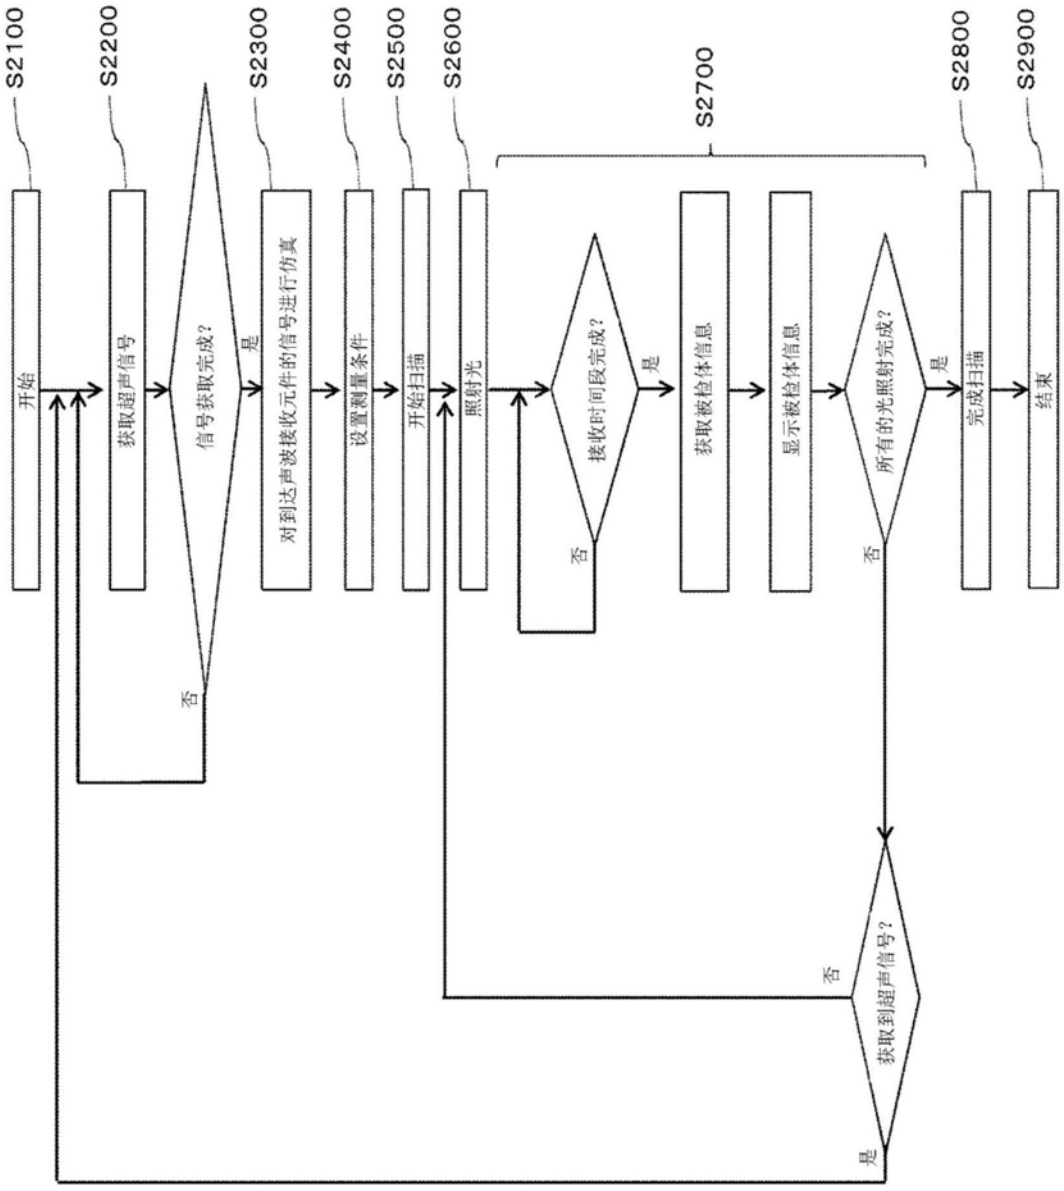 开始
S2100
获取超声信号
S2200
信号获取完成?
否
是
对到达声波接收元件的信号进行仿真
S2300
设置测量条件
S2400
开始扫描
S2500
照射光
S2600
接收时间段完成?
否
是
获取被检体信息
显示被检体信息
S2700
所有的光照射完成?
否
是
获取到超声信号?
否
是
完成扫描
S2800
结束
S2900